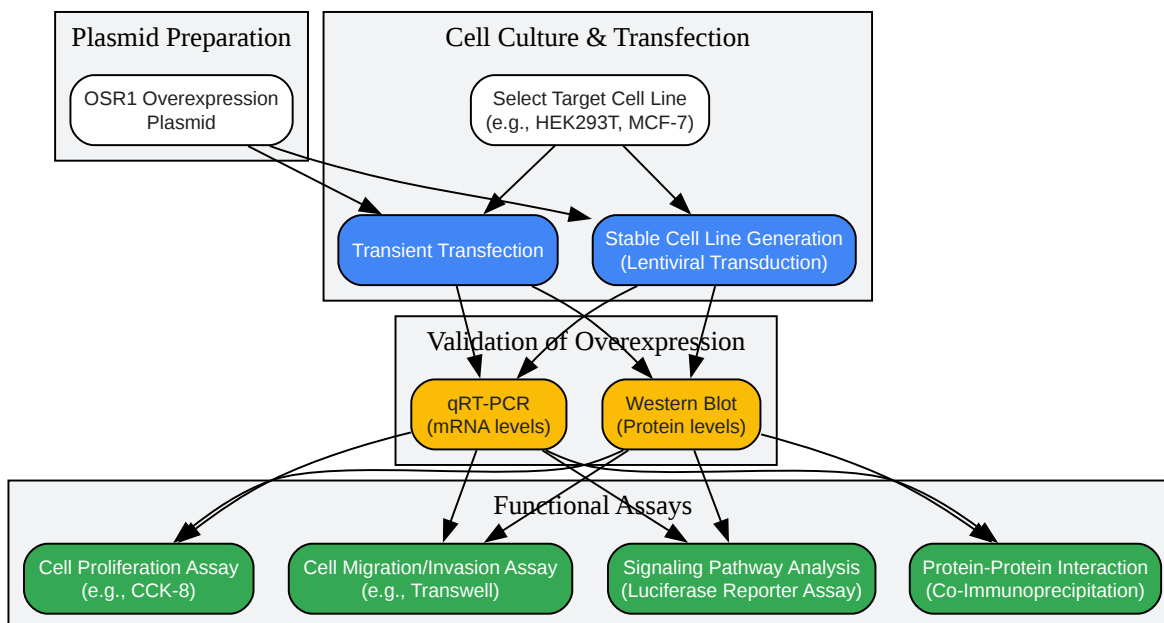 Plasmid Preparation
Cell Culture & Transfection
OSR1 Overexpression
Plasmid
Select Target Cell Line
(e.g., HEK293T, MCF-7)
Transient Transfection
Stable Cell Line Generation
(Lentiviral Transduction)
Validation of Overexpression
qRT-PCR
(mRNA levels)
Western Blot
(Protein levels)
Functional Assays
Cell Proliferation Assay
(e.g., CCK-8)
Cell Migration/Invasion Assay
(e.g., Transwell)
Signaling Pathway Analysis
(Luciferase Reporter Assay)
Protein-Protein Interaction
(Co-Immunoprecipitation)